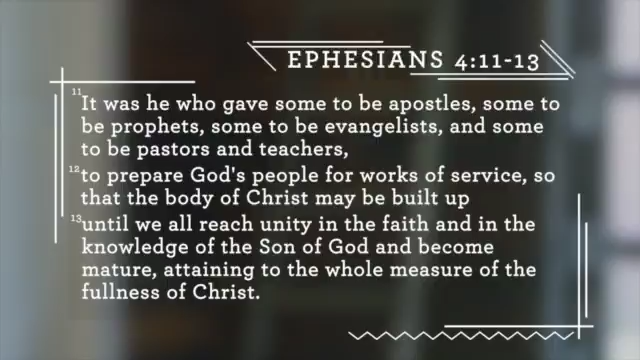 EPHESIANS 4:11-13
11It was he who gave some to be apostles, some to
be prophets, some to be evangelists, and some
to be pastors and teachers,
12to prepare God's people for works of service, so
that the body of Christ may be built up
13until we all reach unity in the faith and in the
knowledge of the Son of God and become
mature, attaining to the whole measure of the
fullness of Christ.